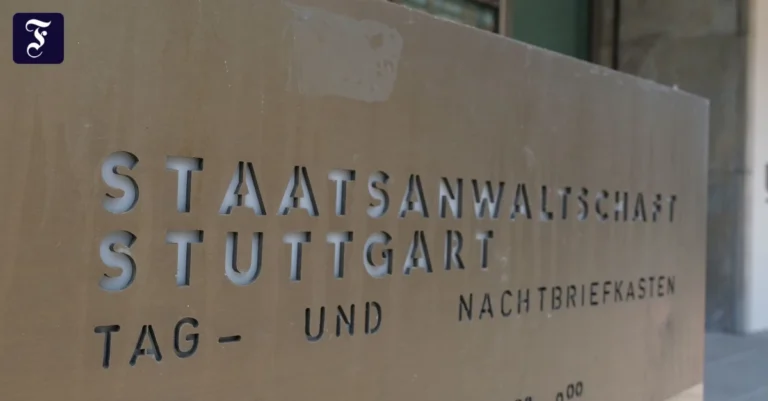 STAATSANWALTSCHAFT
STUTTGART
TAG- UND NACHTBRIEFKASTEN